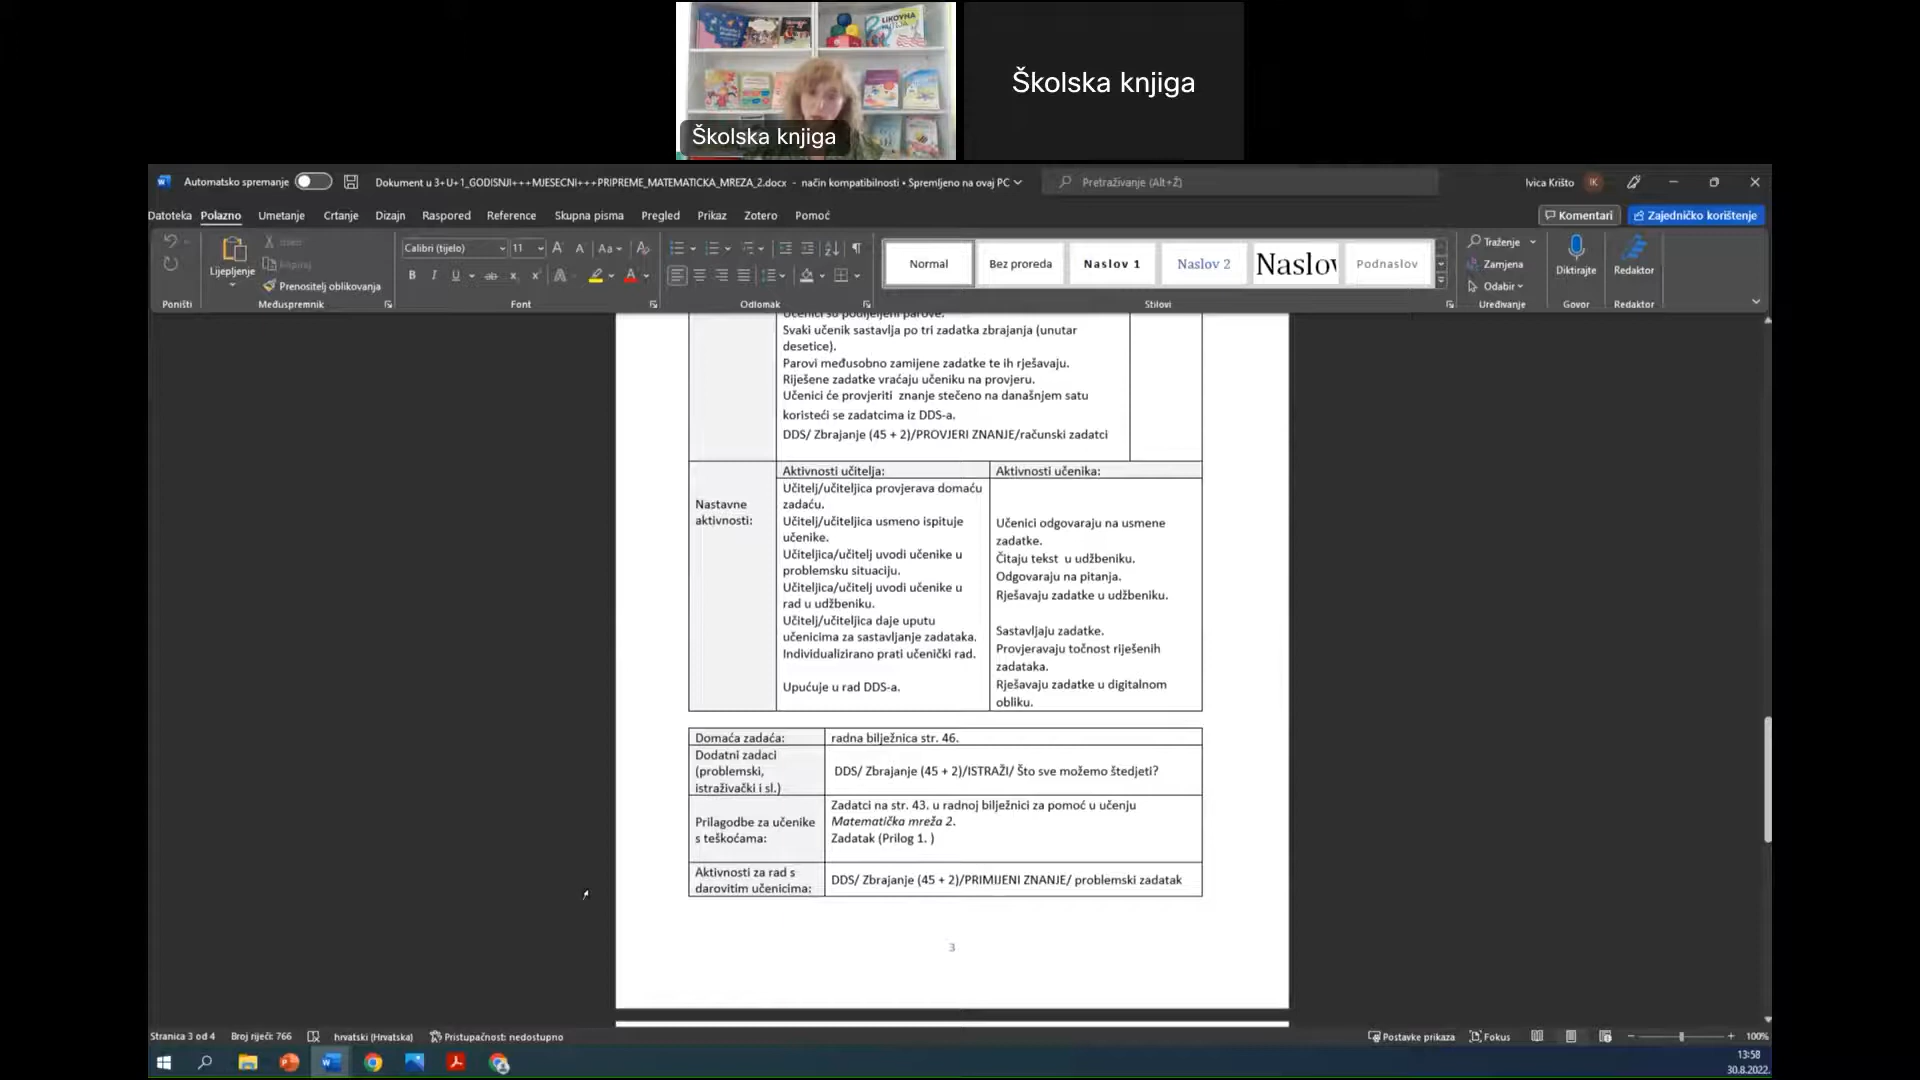 LIKOVNA
Školska knjiga
Školska knjiga
Automatsko spremanje
Dokument u 3+U+1_GODISNJI+++MJESECNI+++PRIPREME_MATEMATICKA_MREZA_2.docx - način kompatibilnosti • Spremljeno na ovaj PC
Pretraživanje (Alt+Ž)
Ivica Krišto
IK
Datoteka Polazno Umetanje Crtanje Dizajn Raspored Reference Skupna pisma Pregled Prikaz Zotero Pomoć
Komentari
Zajedničko korištenje
Lijepljenje
Izreži
Kopiraj
Prenositelj oblikovanja
Calibri (tijelo) 11
Normal
Bez proreda
Naslov 1
Naslov 2
Naslov
Podnaslov
Traženje
Zamjena
Odabir
Diktirajte
Redaktor
Poništi Međuspremnik Font Odlomak Stilovi Uređivanje Govor Redaktor
Učenici su podijeljeni parove.
Svaki učenik sastavlja po tri zadatka zbrajanja (unutar
desetice).
Parovi međusobno zamijene zadatke te ih rješavaju.
Riješene zadatke vraćaju učeniku na provjeru.
Učenici će provjeriti znanje stečeno na današnjem satu
koristeći se zadatcima iz DDS-a.
DDS/ Zbrajanje (45 + 2)/PROVJERI ZNANJE/računski zadatci
Nastavne
aktivnosti:
Aktivnosti učitelja:
Učitelj/učiteljica provjerava domaću
zadaću.
Učitelj/učiteljica usmeno ispituje
učenike.
Učiteljica/učitelj uvodi učenike u
problemsku situaciju.
Učiteljica/učitelj uvodi učenike u
rad u udžbeniku.
Učitelj/učiteljica daje uputu
učenicima za sastavljanje zadataka.
Individualizirano prati učenički rad.
Upućuje u rad DDS-a.
Aktivnosti učenika:
Učenici odgovaraju na usmene
zadatke.
Čitaju tekst u udžbeniku.
Odgovaraju na pitanja.
Rješavaju zadatke u udžbeniku.
Sastavljaju zadatke.
Provjeravaju točnost riješenih
zadataka.
Rješavaju zadatke u digitalnom
obliku.
Domaća zadaća:
radna bilježnica str. 46.
Dodatni zadaci
(problemski,
istraživački i sl.)
DDS/ Zbrajanje (45 + 2)/ISTRAŽI/ Što sve možemo štedjeti?
Prilagodbe za učenike
s teškoćama:
Zadatci na str. 43. u radnoj bilježnici za pomoć u učenju
Matematička mreža 2.
Zadatak (Prilog 1. )
Aktivnosti za rad s
darovitim učenicima:
DDS/ Zbrajanje (45 + 2)/PRIMIJENI ZNANJE/ problemski zadatak
3
Stranica 3 od 4 Broj riječi: 766 hrvatski (Hrvatska) Pristupačnost: nedostupno
Postavke prikaza Fokus 100%
13:58
30.8.2022.